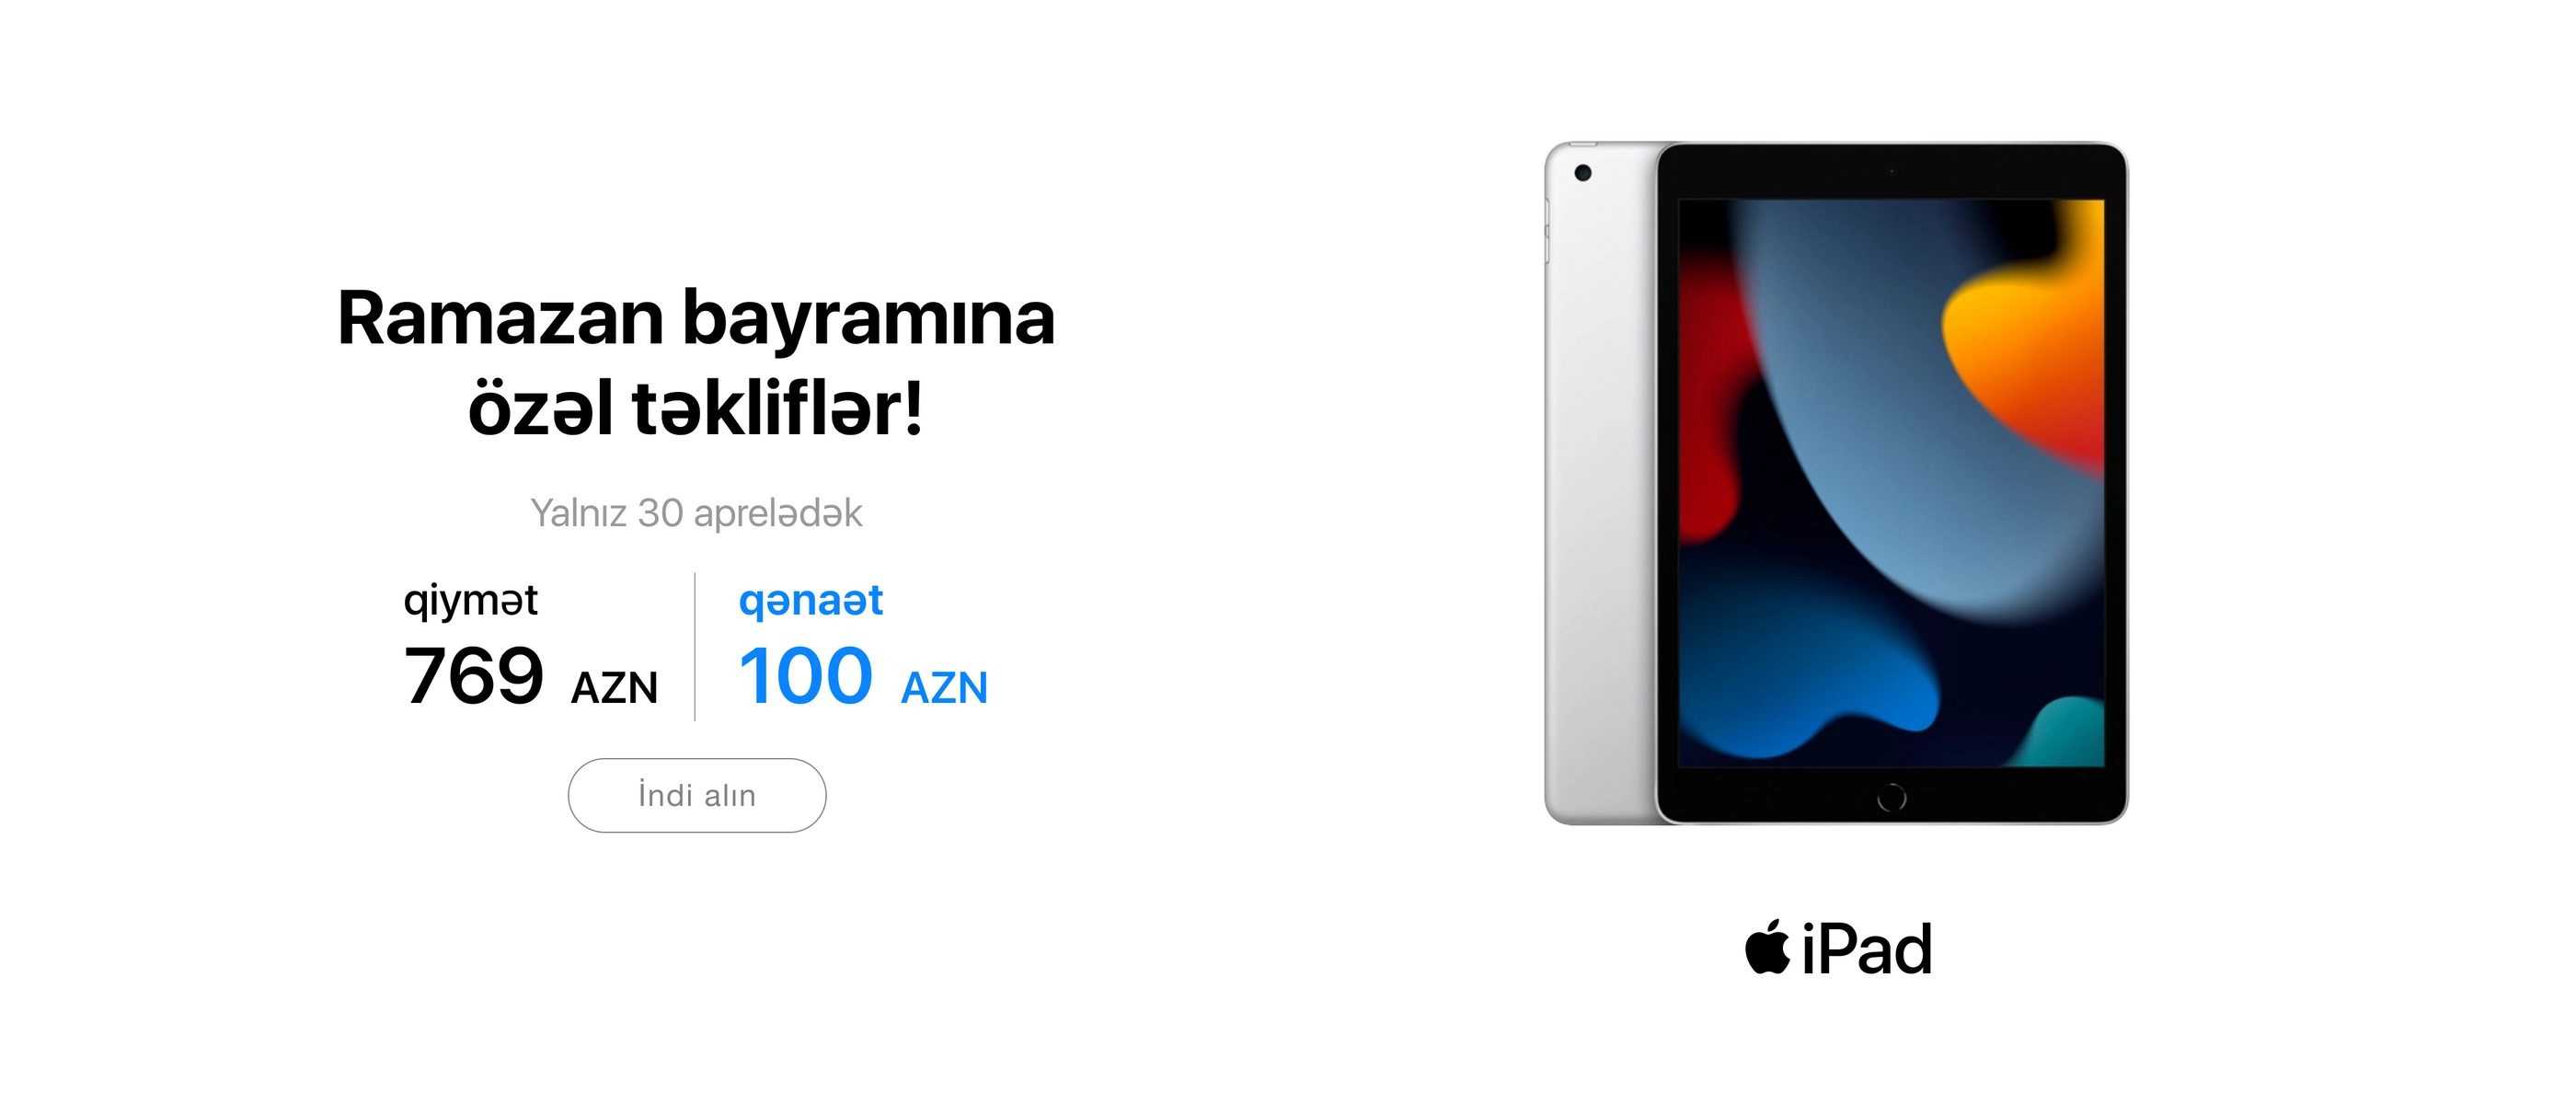 Ramazan bayramına
özəl təkliflər!
Yalnız 30 aprelədək
qiymət
769 AZN
qənaət
100 AZN
İndi alın
iPad